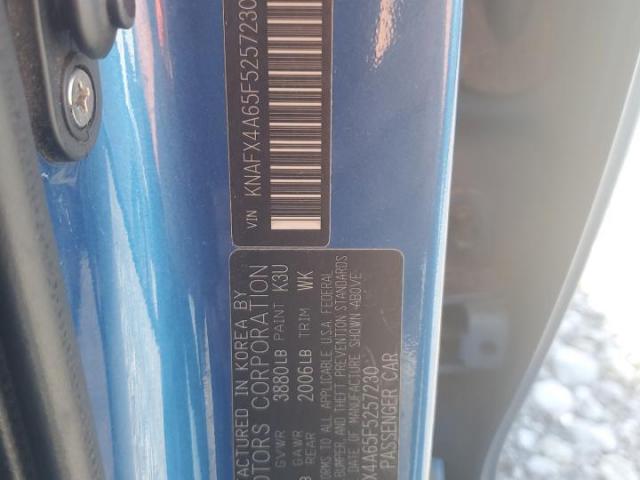 VIN KNAFX4A65F5257230
ACTURED IN KOREA BY
OTORS CORPORATION
GVWR 3880LB PAINT K3U
GAWR
REAR 2006LB TRIM WK
ORMS TO ALL APPLICABLE U.S.A FEDERAL
BUMPER, AND THEFT PREVENTION STANDARDS
DATE OF MANUFACTURE SHOWN ABOVE.
X4A65F5257230
PASSENGER CAR